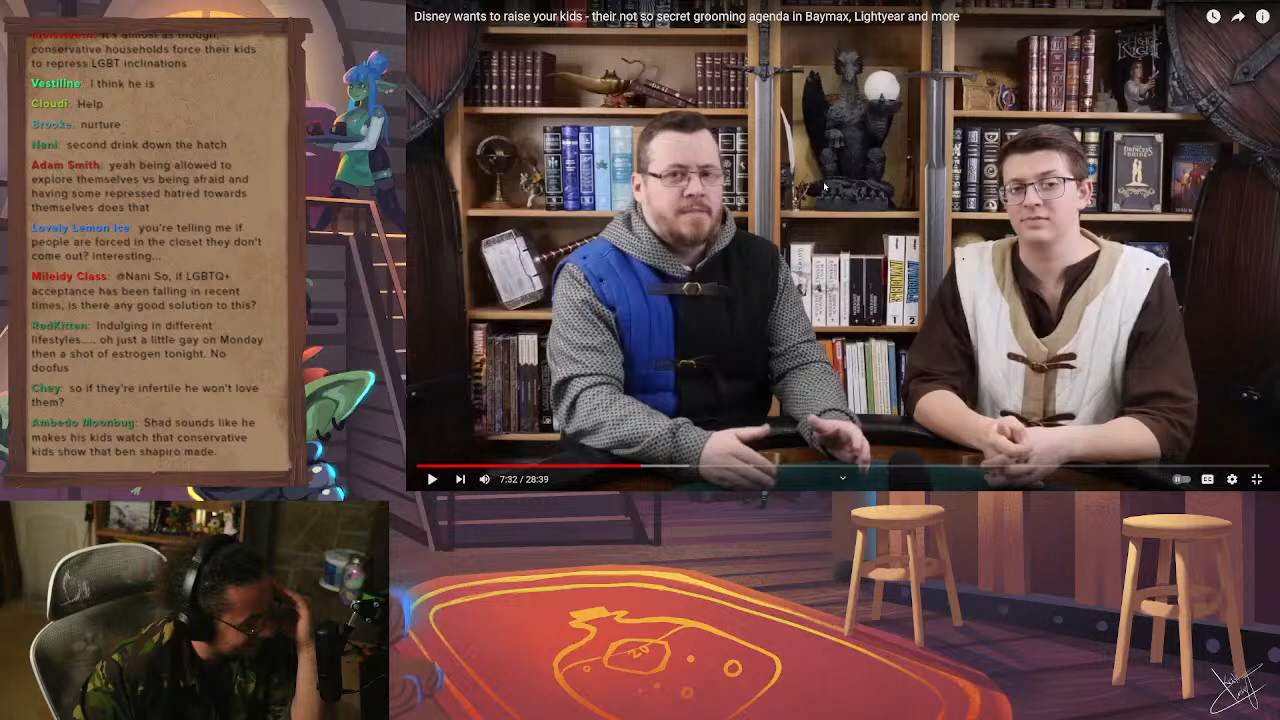 Disney wants to raise your kids - their not so secret grooming agenda in Baymax, Lightyear and more
It's almost as though,
conservative households force their kids
to repress LGBT inclinations
Vestiline: I think he is
Cloudi: Help
Brooke: nurture
Nani: second drink down the hatch
Adam Smith: yeah being allowed to
explore themselves vs being afraid and
having some repressed hatred towards
themselves does that
Lovely Lemon Ice: you're telling me if
people are forced in the closet they don't
come out? interesting...
Mileidy Class: @Nani So, if LGBTQ+
acceptance has been falling in recent
times, is there any good solution to this?
RedKitten: Indulging in different
lifestyles.... oh just a little gay on Monday
then a shot of estrogen tonight. No
doofus
Chey: so if they're infertile he won't love
them?
Ambedo Moonbug: Shad sounds like he
makes his kids watch that conservative
kids show that ben shapiro made.
THE
PRINCESS
BRIDE
7:32 / 28:39
20